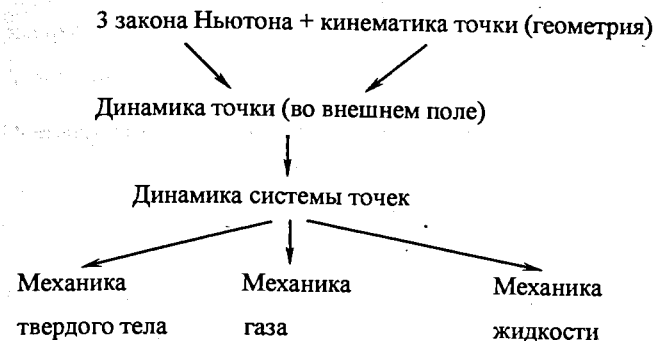 3 закона Ньютона + кинематика точки (геометрия)
Динамика точки (во внешнем поле)
Динамика системы точек
Механика твердого тела
Механика газа
Механика жидкости